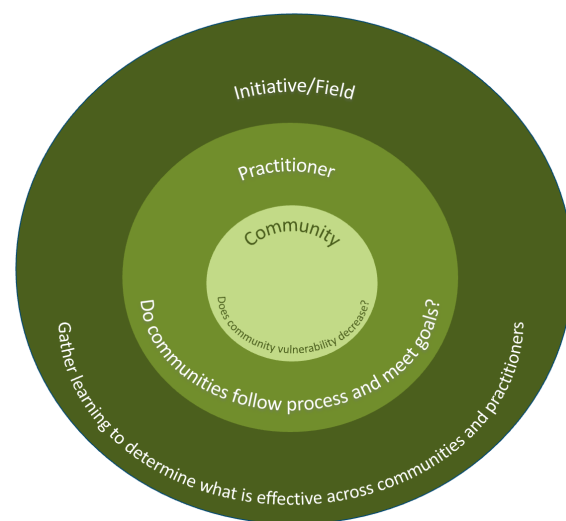 Initiative/Field
Practitioner
Community
Does community vulnerability decrease?
Do communities follow process and meet goals?
Gather learning to determine what is effective across communities and practitioners